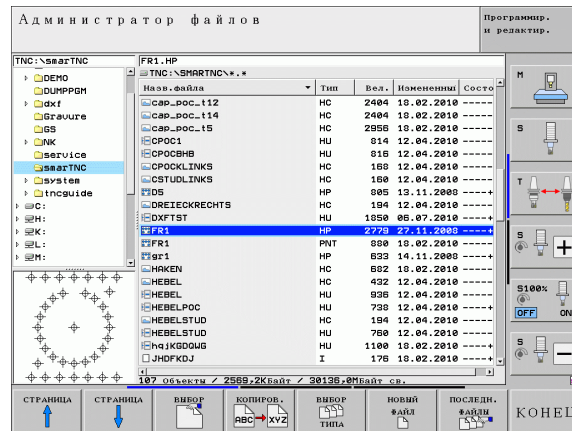 Администратор файлов
Программир.
и редактир.
TNC:\smarTNC
FR1.HP
TNC:\SMARTNC\*.*
Назв.файла Тип Вел. Измененный Состо
DEMO
DUMPPGM
dxf
Gravure
GS
NK
service
smarTNC
system
tncguide
C:
H:
K:
L:
M:
cap_poc_t12 HC 2404 18.02.2010 -----
cap_poc_t14 HC 2404 18.02.2010 -----
cap_poc_t5 HC 2956 18.02.2010 -----
CPOC1 HU 814 12.04.2010 -----
CPOCBHB HU 816 12.04.2010 -----
CPOCKLINKS HC 168 12.04.2010 -----
CSTUDLINKS HC 160 12.04.2010 -----
D5 HP 805 13.11.2008 ----+
DREIECKRECHTS HC 194 12.04.2010 -----
DXFTST HU 1850 06.07.2010 -----
FR1 HP 2779 27.11.2008 ----+
FR1 PNT 880 18.02.2010 -----
gr1 HP 633 14.11.2008 ----+
HAKEN HC 682 18.02.2010 -----
HEBEL HC 432 12.04.2010 -----
HEBEL HU 936 12.04.2010 -----
HEBELPOC HU 738 12.04.2010 ----+
HEBELSTUD HC 194 12.04.2010 -----
HEBELSTUD HU 760 12.04.2010 -----
hqjKGDQWG HU 1100 18.02.2010 ----+
JHDFKDJ I 176 18.02.2010 ----+
107 Объекты / 2569,2КБайт / 30136,0МБайт св.
M
S
T
S
S100%
OFF ON
S
СТРАНИЦА
СТРАНИЦА
ВЫБОР
КОПИРОВ.
ABC XYZ
ВЫБОР
ТИПА
НОВЫЙ
ФАЙЛ
ПОСЛЕДН.
ФАЙЛЫ
КОНЕЦ